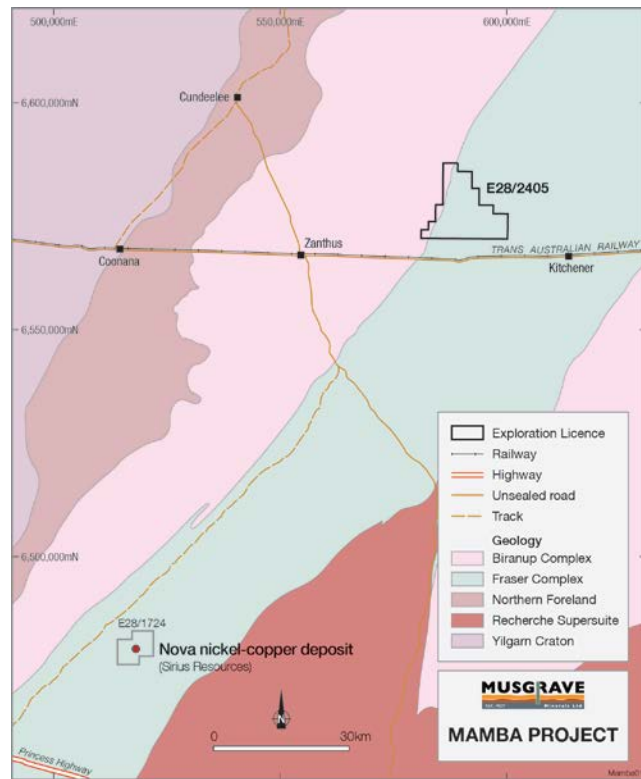 500,000mE
550,000mE
600,000mE
6,600,000mN
Cundeelee
E28/2405
Zanthus
TRANS AUSTRALIAN RAILWAY
Coonana
Kitchener
6,550,000mN
Exploration Licence
Railway
Highway
Unsealed road
Track
Geology
Biranup Complex
Fraser Complex
Northern Foreland
Recherche Supersuite
Yilgarn Craton
6,500,000mN
E28/1724
Nova nickel-copper deposit
(Sirius Resources)
N
0
30km
Princess Highway
MUSGRAVE
Minerals Ltd
MAMBA PROJECT